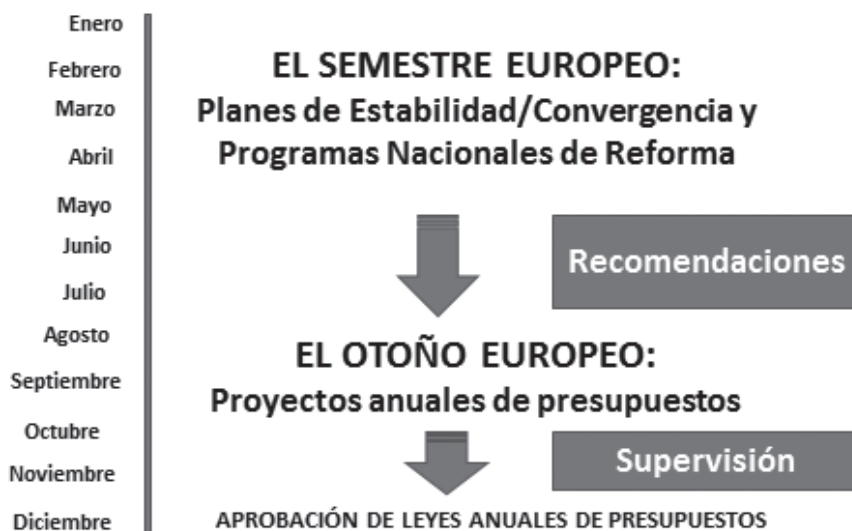 Enero
Febrero
Marzo
Abril
Mayo
Junio
Julio
Agosto
Septiembre
Octubre
Noviembre
Diciembre
EL SEMESTRE EUROPEO:
Planes de Estabilidad/Convergencia y
Programas Nacionales de Reforma
Recomendaciones
EL OTOÑO EUROPEO:
Proyectos anuales de presupuestos
Supervisión
APROBACIÓN DE LEYES ANUALES DE PRESUPUESTOS